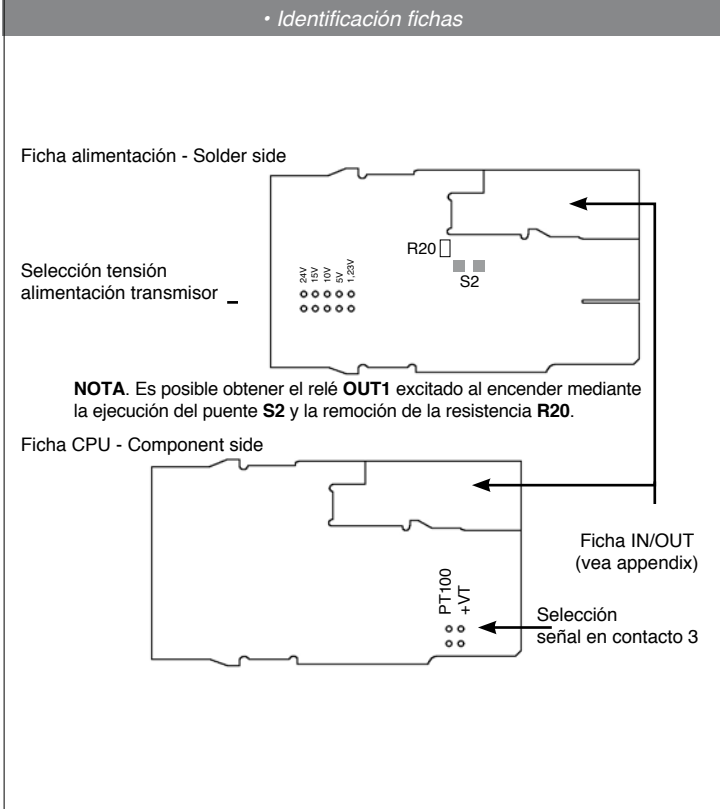 • Identificación fichas
Ficha alimentación - Solder side
R20
S2
Selección tensión
alimentación transmisor
24V
15V
10V
5V
1,23V
NOTA. Es posible obtener el relé OUT1 excitado al encender mediante
la ejecución del puente S2 y la remoción de la resistencia R20.
Ficha CPU - Component side
Ficha IN/OUT
(vea appendix)
PT100
+VT
Selección
señal en contacto 3